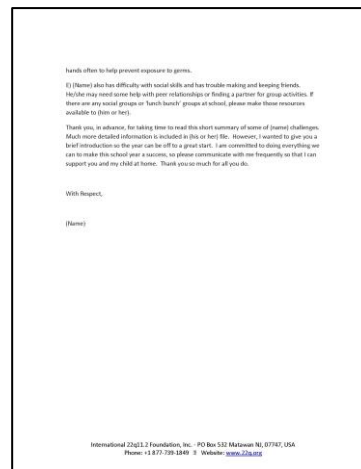 hands often to help prevent exposure to germs.
E) (Name) also has difficulty with social skills and has trouble making and keeping friends.
He/she may need some help with peer relationships or finding a partner for group activities. If
there are any social groups or 'lunch bunch' groups at school, please make those resources
available to (him or her).
Thank you, in advance, for taking time to read this short summary of some of (name) challenges.
Much more detailed information is included in (his or her) file. However, I wanted to give you a
brief introduction so the year can be off to a great start. I am committed to doing everything we
can to make this school year a success, so please communicate with me frequently so that I can
support you and my child at home. Thank you so much for all you do.
With Respect,
(Name)
International 22q11.2 Foundation, Inc. - PO Box 532 Matawan NJ, 07747, USA
Phone: +1 877-739-1849 Website: www.22q.org